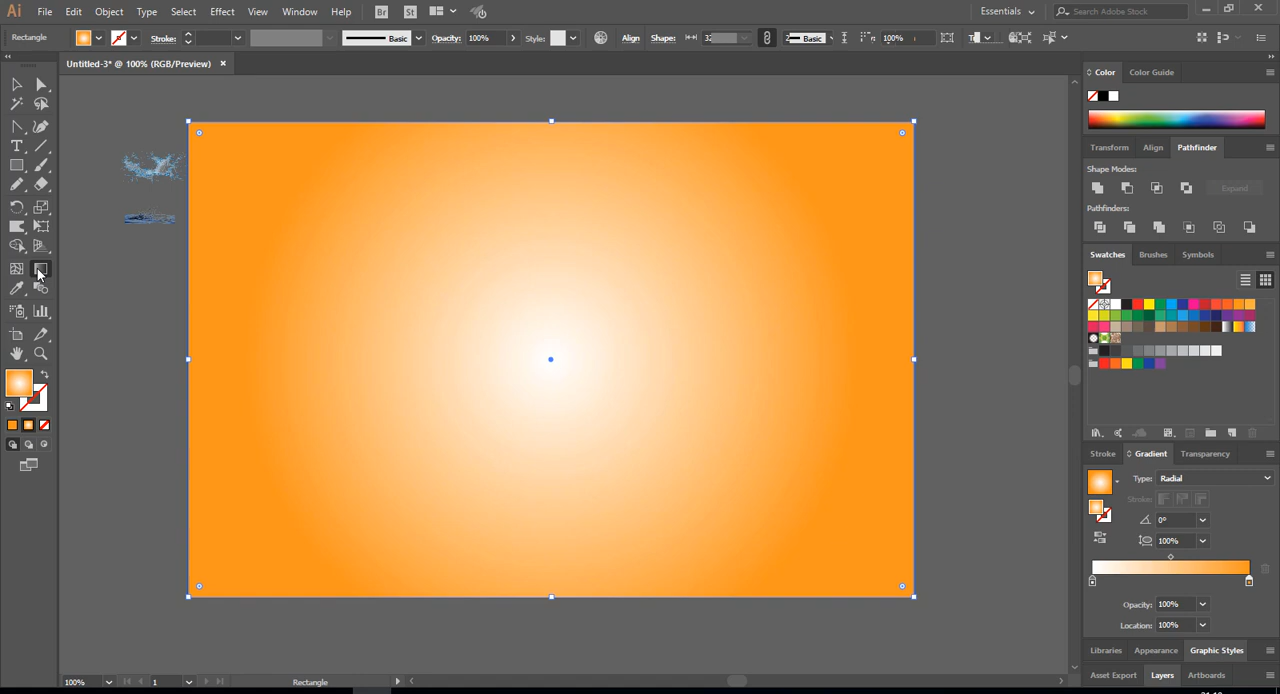 Ai File Edit Object Type Select Effect View Window Help Br St Essentials Search Adobe Stock
Rectangle Stroke: Basic Opacity: 100% Style: Align Shape: Basic 100%
Untitled-3* @ 100% (RGB/Preview) ×
Color Color Guide
Transform Align Pathfinder
Shape Modes:
Expand
Pathfinders:
Swatches Brushes Symbols
Stroke Gradient Transparency
Type: Radial
Stroke:
0°
100%
Opacity: 100%
Location: 100%
Libraries Appearance Graphic Styles
Asset Export Layers Artboards
100% 1 Rectangle